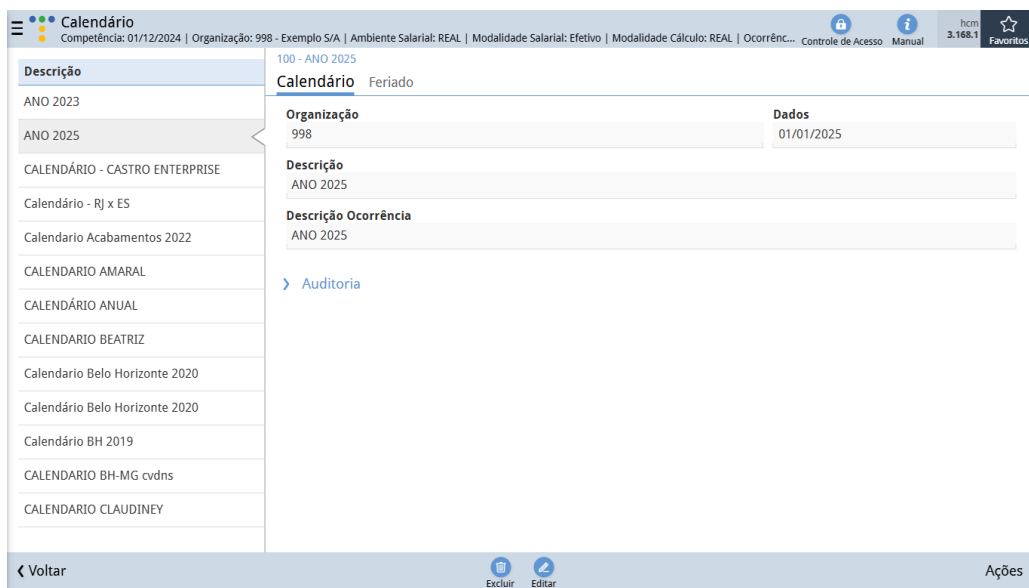 Calendário
Competência: 01/12/2024 | Organização: 998 - Exemplo S/A | Ambiente Salarial: REAL | Modalidade Salarial: Efetivo | Modalidade Cálculo: REAL | Ocorrênc...
Controle de Acesso
Manual
hcm
3.168.1
Favoritos
Descrição
ANO 2023
ANO 2025
CALENDÁRIO - CASTRO ENTERPRISE
Calendário - RJ x ES
Calendario Acabamentos 2022
CALENDARIO AMARAL
CALENDÁRIO ANUAL
CALENDARIO BEATRIZ
Calendario Belo Horizonte 2020
Calendário Belo Horizonte 2020
Calendário BH 2019
CALENDARIO BH-MG cvdns
CALENDARIO CLAUDINEY
100 - ANO 2025
Calendário Feriado
Organização Dados
998 01/01/2025
Descrição
ANO 2025
Descrição Ocorrência
ANO 2025
Auditoria
Voltar
Excluir
Editar
Ações